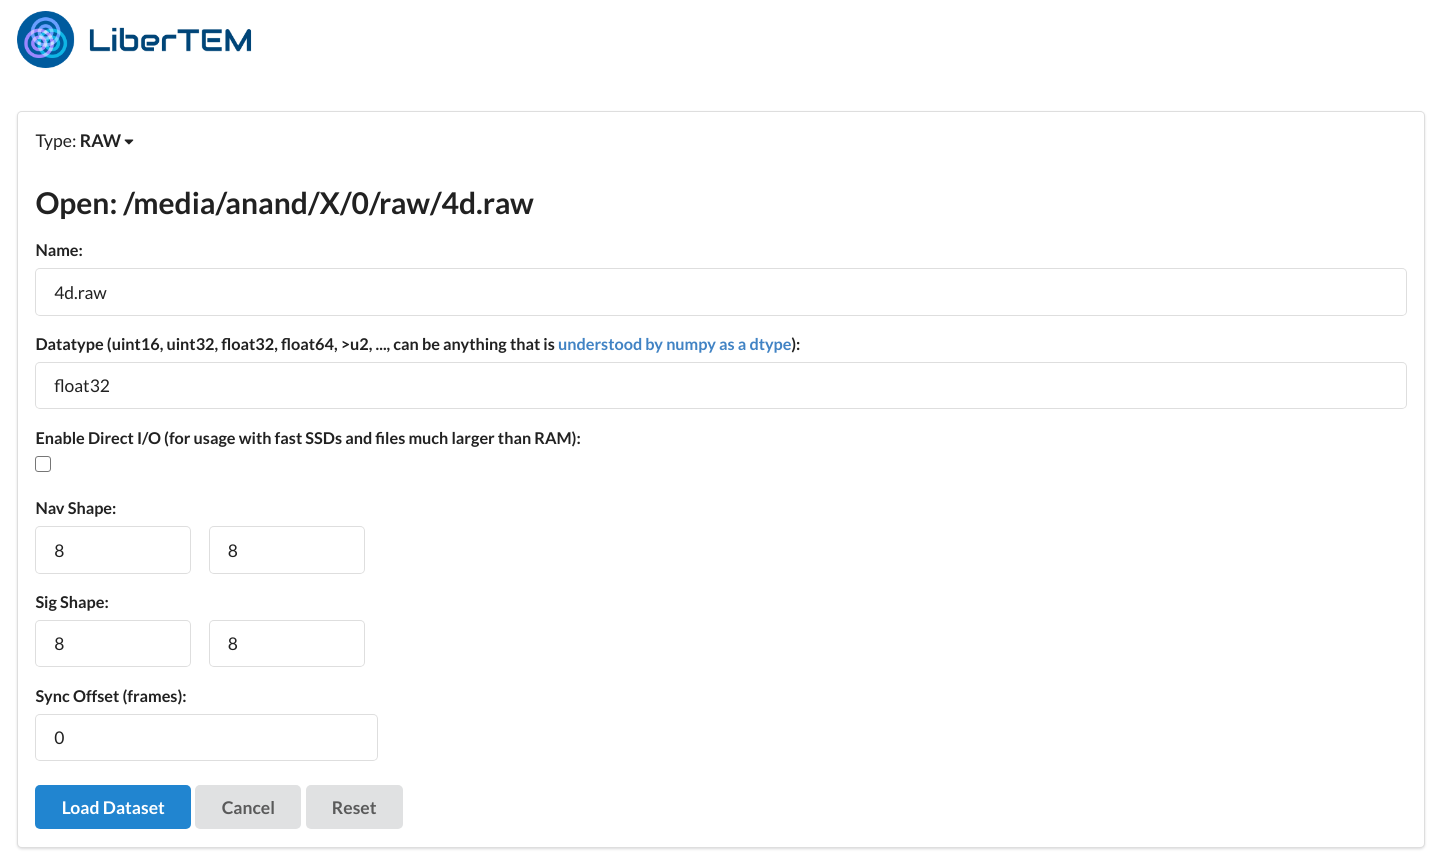 LiberTEM
Type: RAW
Open: /media/anand/X/0/raw/4d.raw
Name:
4d.raw
Datatype (uint16, uint32, float32, float64, >u2, ..., can be anything that is understood by numpy as a dtype):
float32
Enable Direct I/O (for usage with fast SSDs and files much larger than RAM):
Nav Shape:
8 8
Sig Shape:
8 8
Sync Offset (frames):
0
Load Dataset Cancel Reset